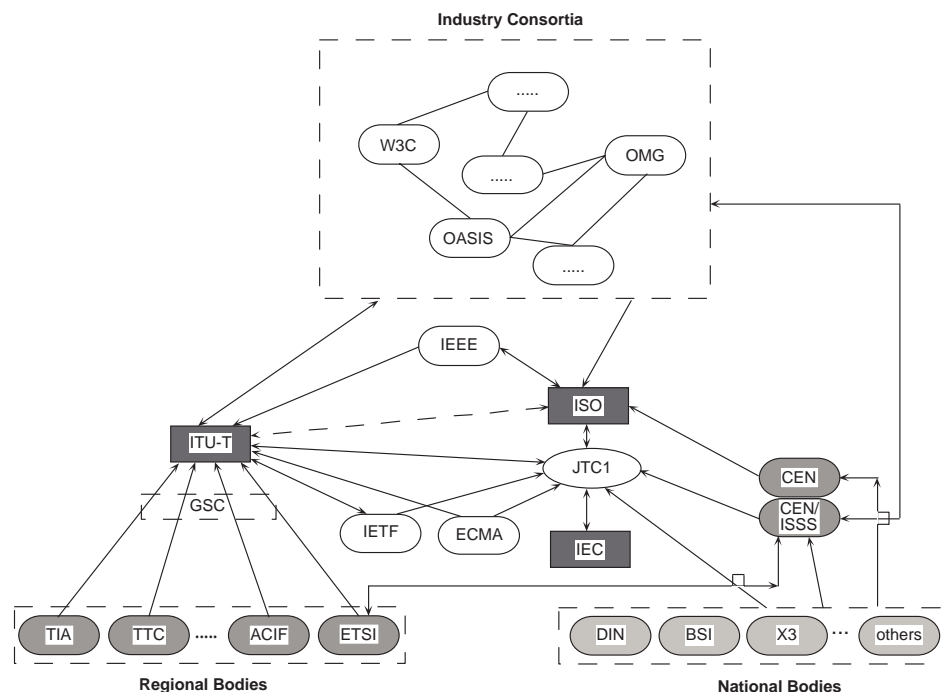 Industry Consortia
.....
W3C
OMG
.....
OASIS
.....
IEEE
ISO
ITU-T
JTC1
CEN
GSC
CEN/
ISSS
IETF
ECMA
IEC
TIA
TTC
.....
ACIF
ETSI
DIN
BSI
X3
...
others
Regional Bodies
National Bodies